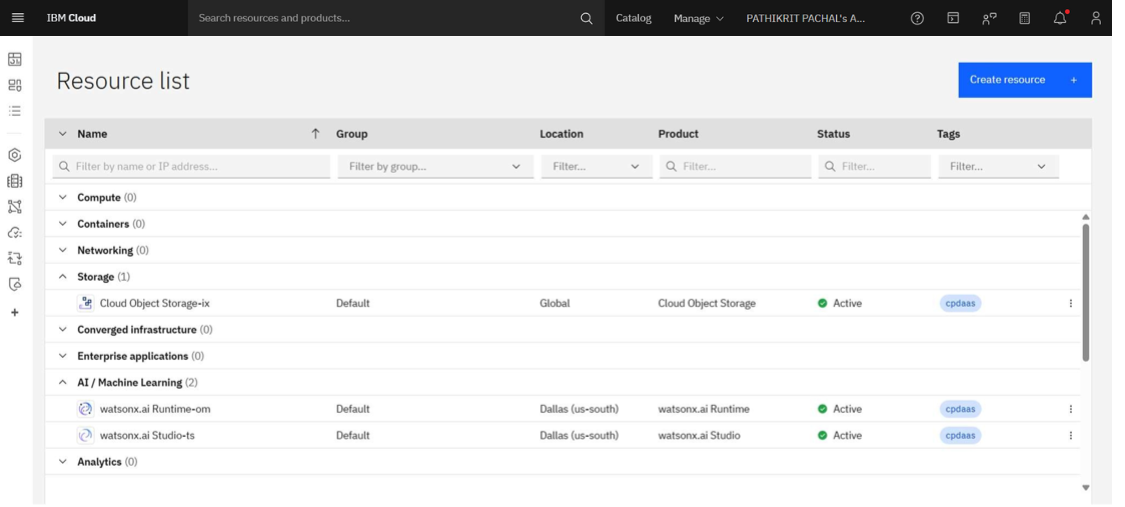 IBM Cloud Search resources and products... Catalog Manage PATHIKRIT PACHAL's A...
Resource list
Create resource +
Name Group Location Product Status Tags
Filter by name or IP address... Filter by group... Filter... Filter... Filter... Filter...
Compute (0)
Containers (0)
Networking (0)
Storage (1)
Cloud Object Storage-ix Default Global Cloud Object Storage Active cpdaas
Converged infrastructure (0)
Enterprise applications (0)
AI / Machine Learning (2)
watsonx.ai Runtime-om Default Dallas (us-south) watsonx.ai Runtime Active cpdaas
watsonx.ai Studio-ts Default Dallas (us-south) watsonx.ai Studio Active cpdaas
Analytics (0)